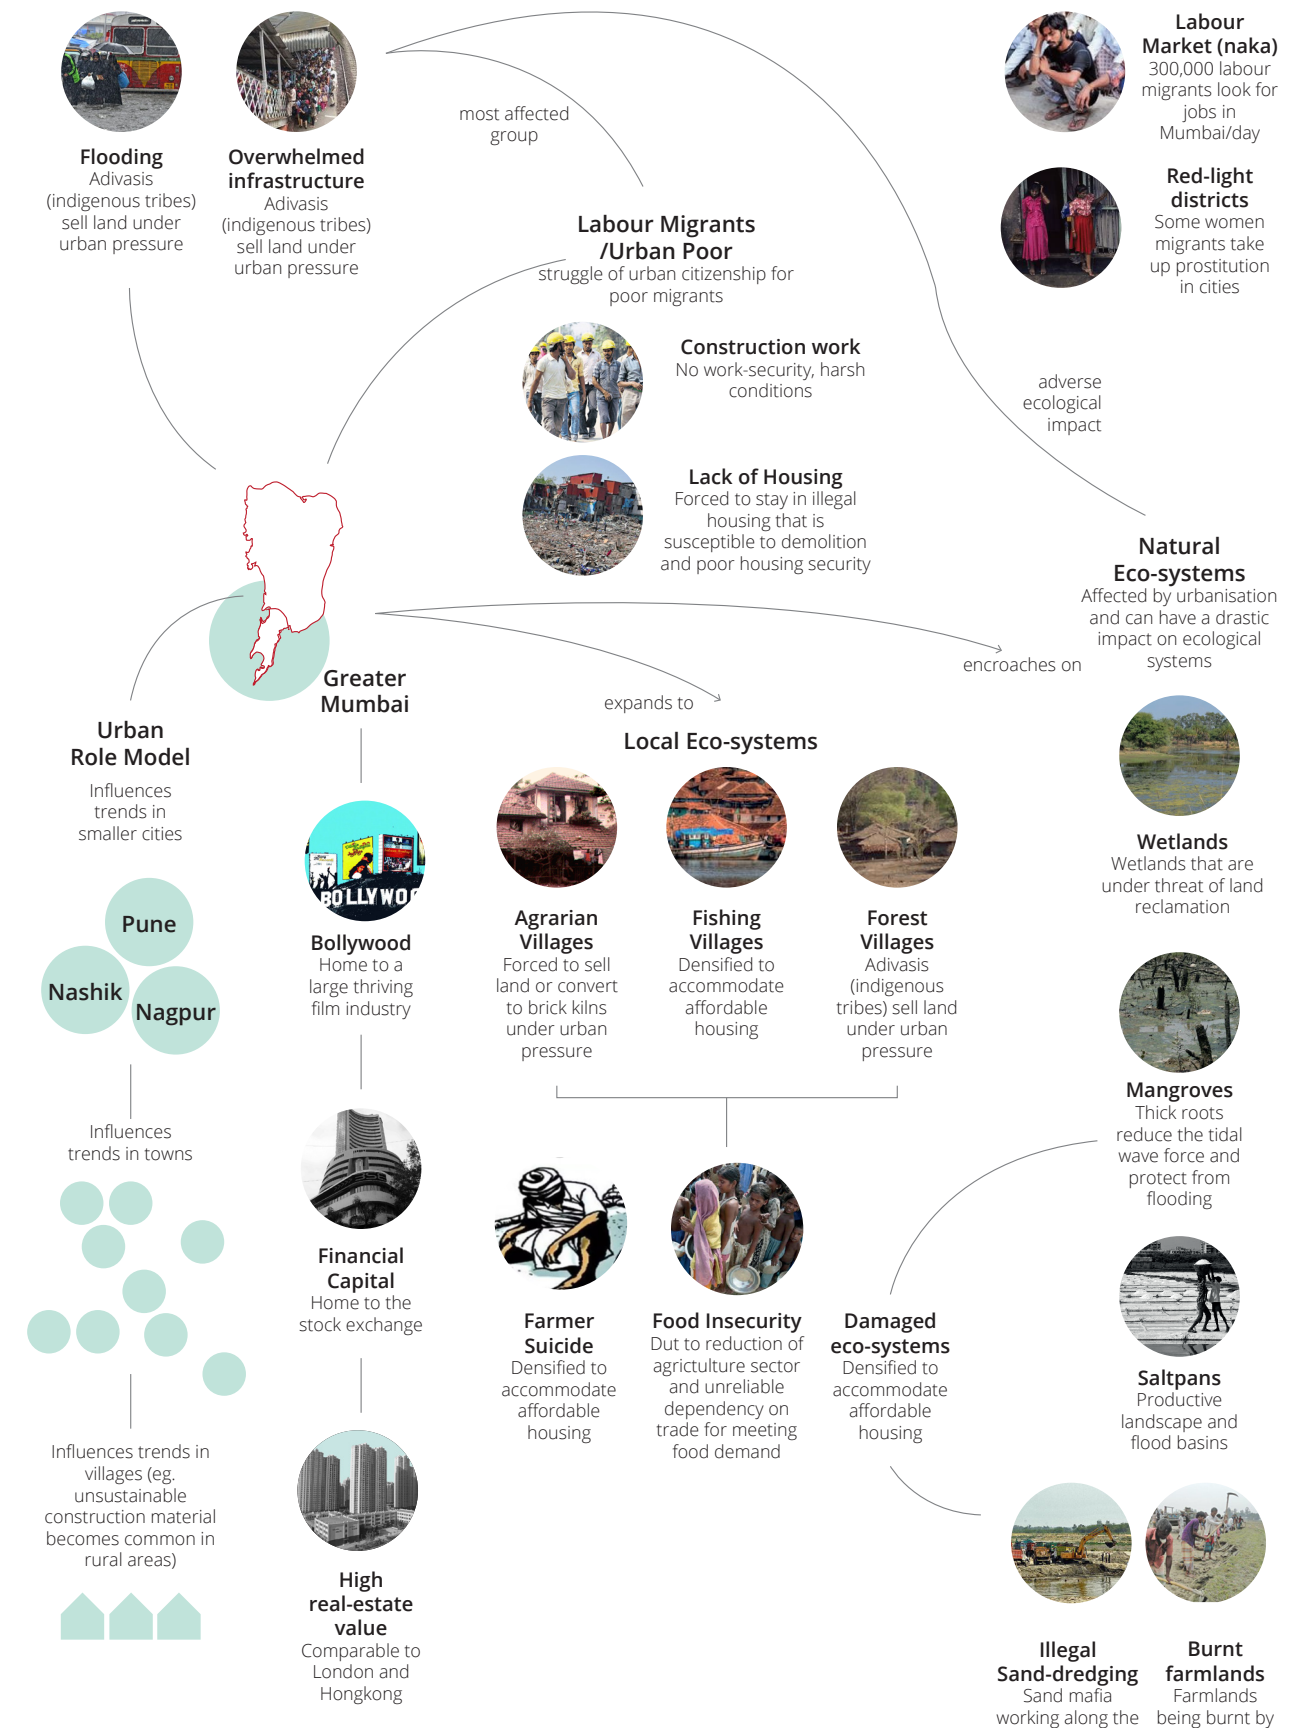 Flooding
Adivasis
(indigenous tribes)
sell land under
urban pressure
Overwhelmed
infrastructure
Adivasis
(indigenous tribes)
sell land under
urban pressure
most affected
group
Labour
Market (naka)
300,000 labour
migrants look for
jobs in
Mumbai/day
Red-light
districts
Some women
migrants take
up prostitution
in cities
Labour Migrants
/Urban Poor
struggle of urban citizenship for
poor migrants
Construction work
No work-security, harsh
conditions
Lack of Housing
Forced to stay in illegal
housing that is
susceptible to demolition
and poor housing security
adverse
ecological
impact
Natural
Eco-systems
Affected by urbanisation
and can have a drastic
impact on ecological
systems
encroaches on
expands to
Greater
Mumbai
Urban
Role Model
Influences
trends in
smaller cities
Pune
Nashik
Nagpur
Influences
trends in towns
Influences trends in
villages (eg.
unsustainable
construction material
becomes common in
rural areas)
BOLLYWOO
Bollywood
Home to a
large thriving
film industry
Financial
Capital
Home to the
stock exchange
High
real-estate
value
Comparable to
London and
Hongkong
Local Eco-systems
Agrarian
Villages
Forced to sell
land or convert
to brick kilns
under urban
pressure
Fishing
Villages
Densified to
accommodate
affordable
housing
Forest
Villages
Adivasis
(indigenous
tribes) sell land
under urban
pressure
Farmer
Suicide
Densified to
accommodate
affordable
housing
Food Insecurity
Dut to reduction of
agriculture sector
and unreliable
dependency on
trade for meeting
food demand
Damaged
eco-systems
Densified to
accommodate
affordable
housing
Wetlands
Wetlands that are
under threat of land
reclamation
Mangroves
Thick roots
reduce the tidal
wave force and
protect from
flooding
Saltpans
Productive
landscape and
flood basins
Illegal
Sand-dredging
Sand mafia
working along the
Burnt
farmlands
Farmlands
being burnt by